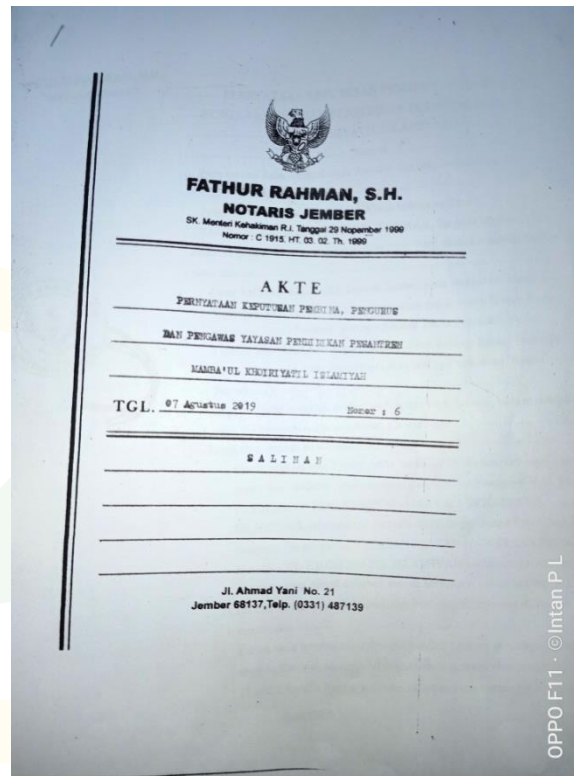 FATHUR RAHMAN, S.H.
NOTARIS JEMBER
SK. Menteri Kehakiman R.I. Tanggal 29 Nopember 1999
Nomor : C 1915. HT. 03. 02. Th. 1999
AKTE
PERNYATAAN KEPUTUSAN PEMBINA, PENGURUS
DAN PENGAWAS YAYASAN PENDIDIKAN PESANTREN
MAMBA'UL KHOIRIYATIL ISLAMIYAH
TGL. 07 Agustus 2019 Nomor : 6
SALINAN
Jl. Ahmad Yani No. 21
Jember 68137,Telp. (0331) 487139
OPPO F11 · ©Intan P L